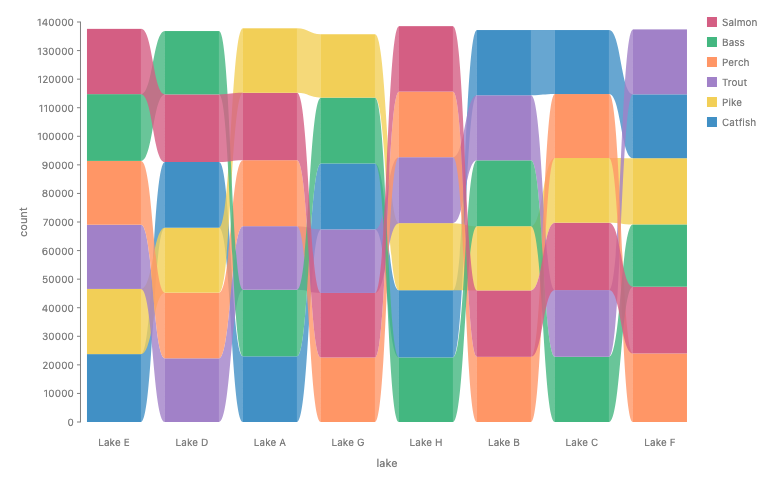 140000
130000
120000
110000
100000
90000
80000
70000
60000
50000
40000
30000
20000
10000
0
count
Lake E Lake D Lake A Lake G Lake H Lake B Lake C Lake F
lake
Salmon
Bass
Perch
Trout
Pike
Catfish